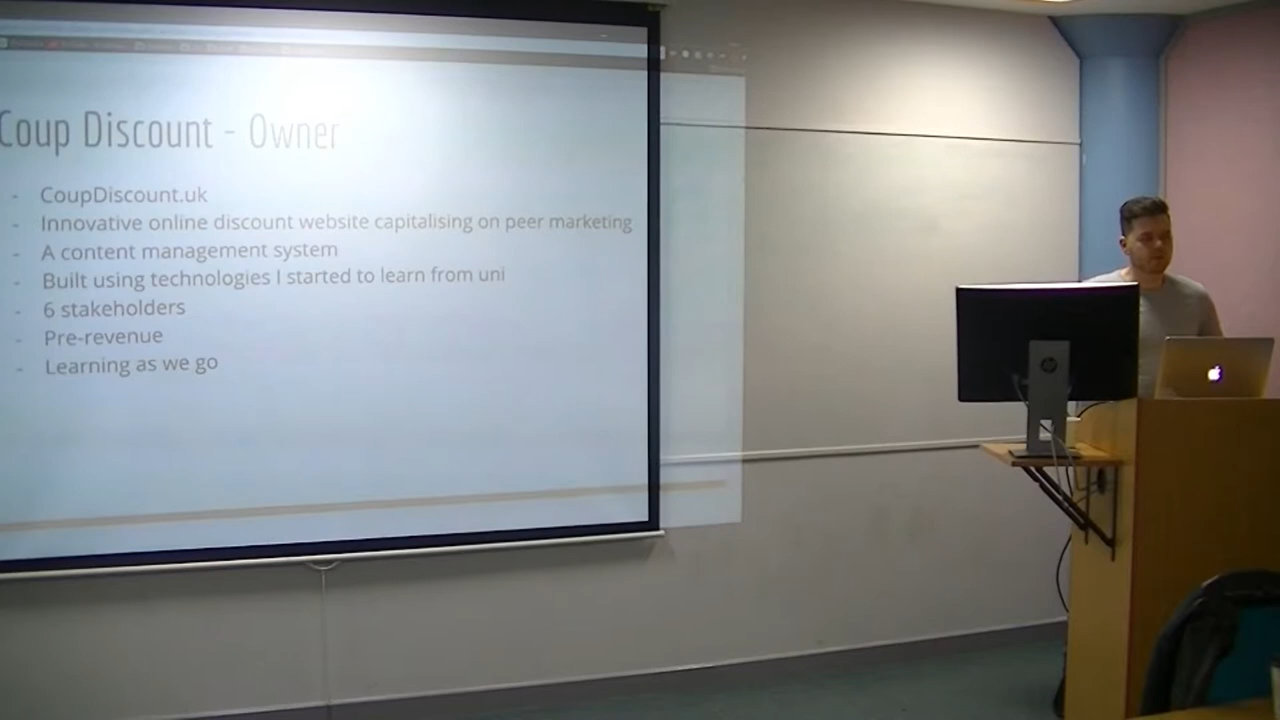 Coup Discount - Owner
- CoupDiscount.uk
- Innovative online discount website capitalising on peer marketing
- A content management system
- Built using technologies I started to learn from uni
- 6 stakeholders
- Pre-revenue
- Learning as we go